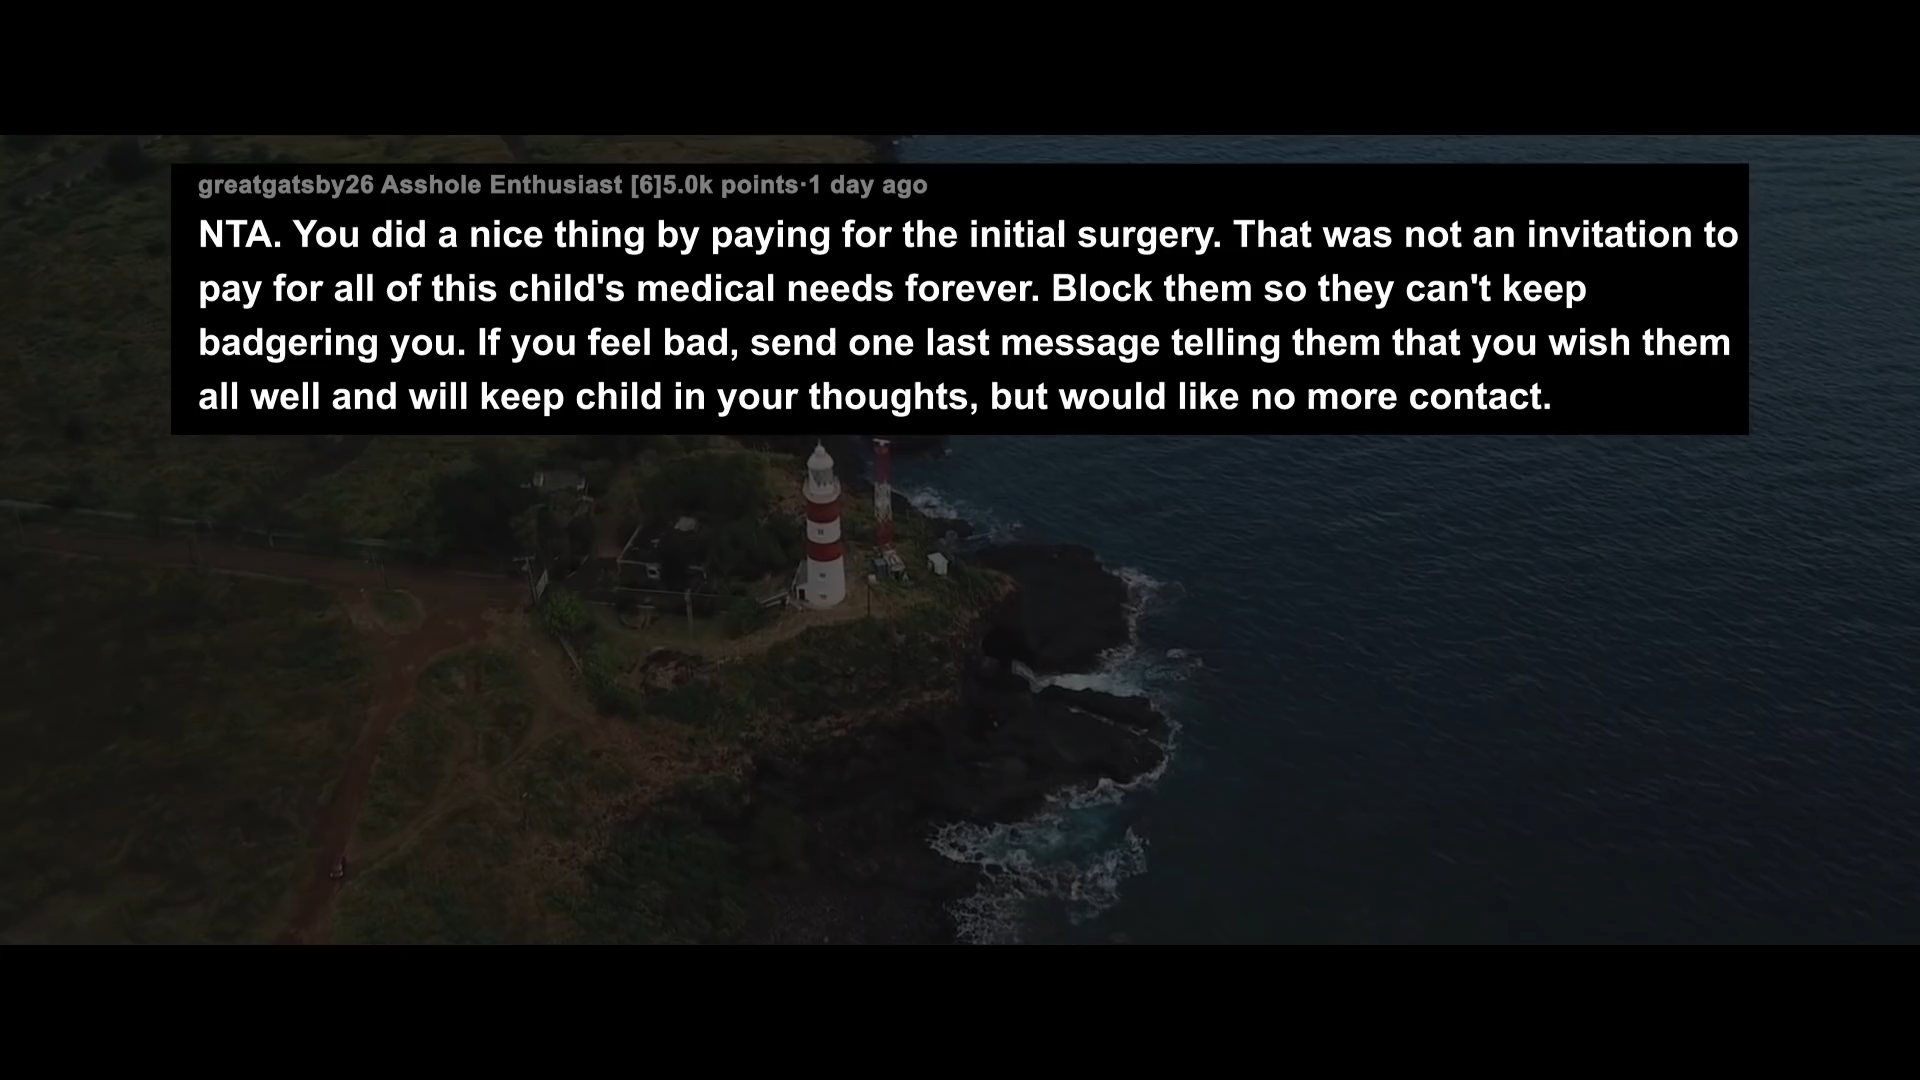 greatgatsby26 Asshole Enthusiast [6]5.0k points·1 day ago
NTA. You did a nice thing by paying for the initial surgery. That was not an invitation to
pay for all of this child's medical needs forever. Block them so they can't keep
badgering you. If you feel bad, send one last message telling them that you wish them
all well and will keep child in your thoughts, but would like no more contact.